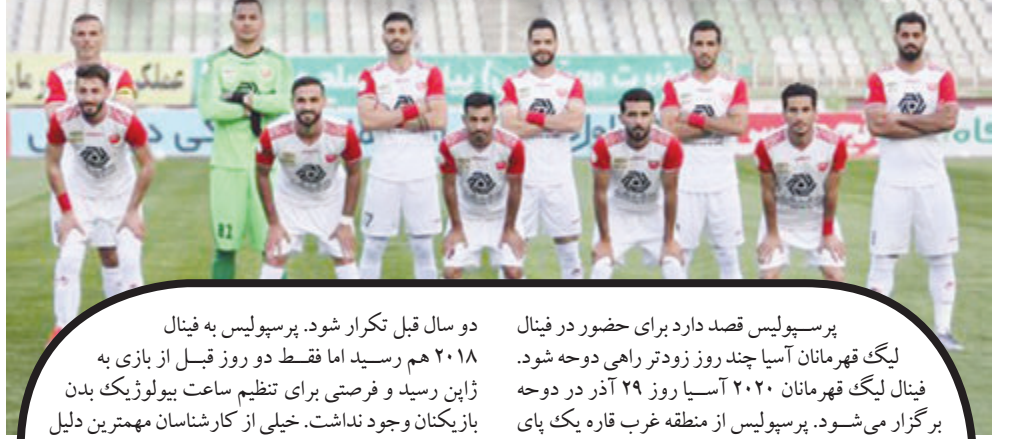 عملکرد
82
7
پرسپولیس قصد دارد برای حضور در فینال
لیگ قهرمانان آسیا چند روز زودتر راهی دوحه شود.
فینال لیگ قهرمانان ۲۰۲۰ آسیا روز ۲۹ آذر در دوحه
برگزار می‌شود. پرسپولیس از منطقه غرب قاره یک پای
دو سال قبل تکرار شود. پرسپولیس به فینال
۲۰۱۸ هم رسید اما فقط دو روز قبل از بازی به
ژاپن رسید و فرصتی برای تنظیم ساعت بیولوژیک بدن
بازیکنان وجود نداشت. خیلی از کارشناسان مهمترین دلیل